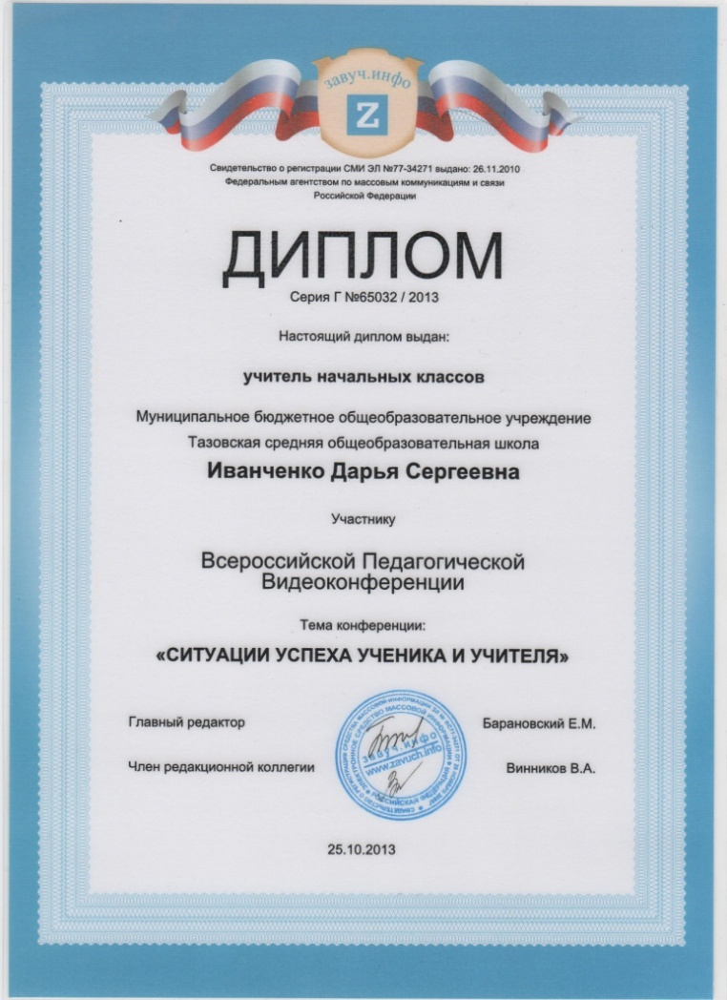 завуч.инфо
Z
Свидетельство о регистрации СМИ ЭЛ №77-34271 выдано: 26.11.2010
Федеральным агентством по массовым коммуникациям и связи
Российской Федерации
ДИПЛОМ
Серия Г №65032 / 2013
Настоящий диплом выдан:
учитель начальных классов
Муниципальное бюджетное общеобразовательное учреждение
Тазовская средняя общеобразовательная школа
Иванченко Дарья Сергеевна
Участнику
Всероссийской Педагогической
Видеоконференции
Тема конференции:
«СИТУАЦИИ УСПЕХА УЧЕНИКА И УЧИТЕЛЯ»
Главный редактор
Барановский Е.М.
завуч.инфо
www.zavuch.info
Член редакционной коллегии
Винников В.А.
25.10.2013